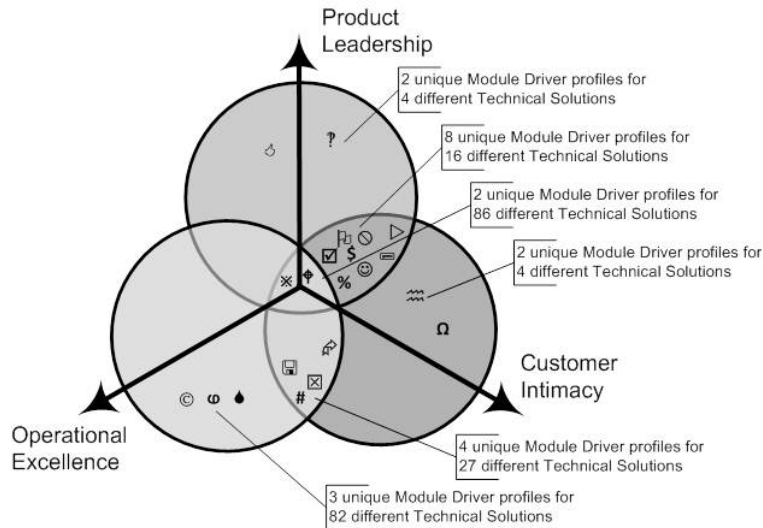 Product
Leadership
2 unique Module Driver profiles for
4 different Technical Solutions
8 unique Module Driver profiles for
16 different Technical Solutions
2 unique Module Driver profiles for
86 different Technical Solutions
2 unique Module Driver profiles for
4 different Technical Solutions
$
%
※
Ω
#
© φ
Customer
Intimacy
Operational
Excellence
4 unique Module Driver profiles for
27 different Technical Solutions
3 unique Module Driver profiles for
82 different Technical Solutions